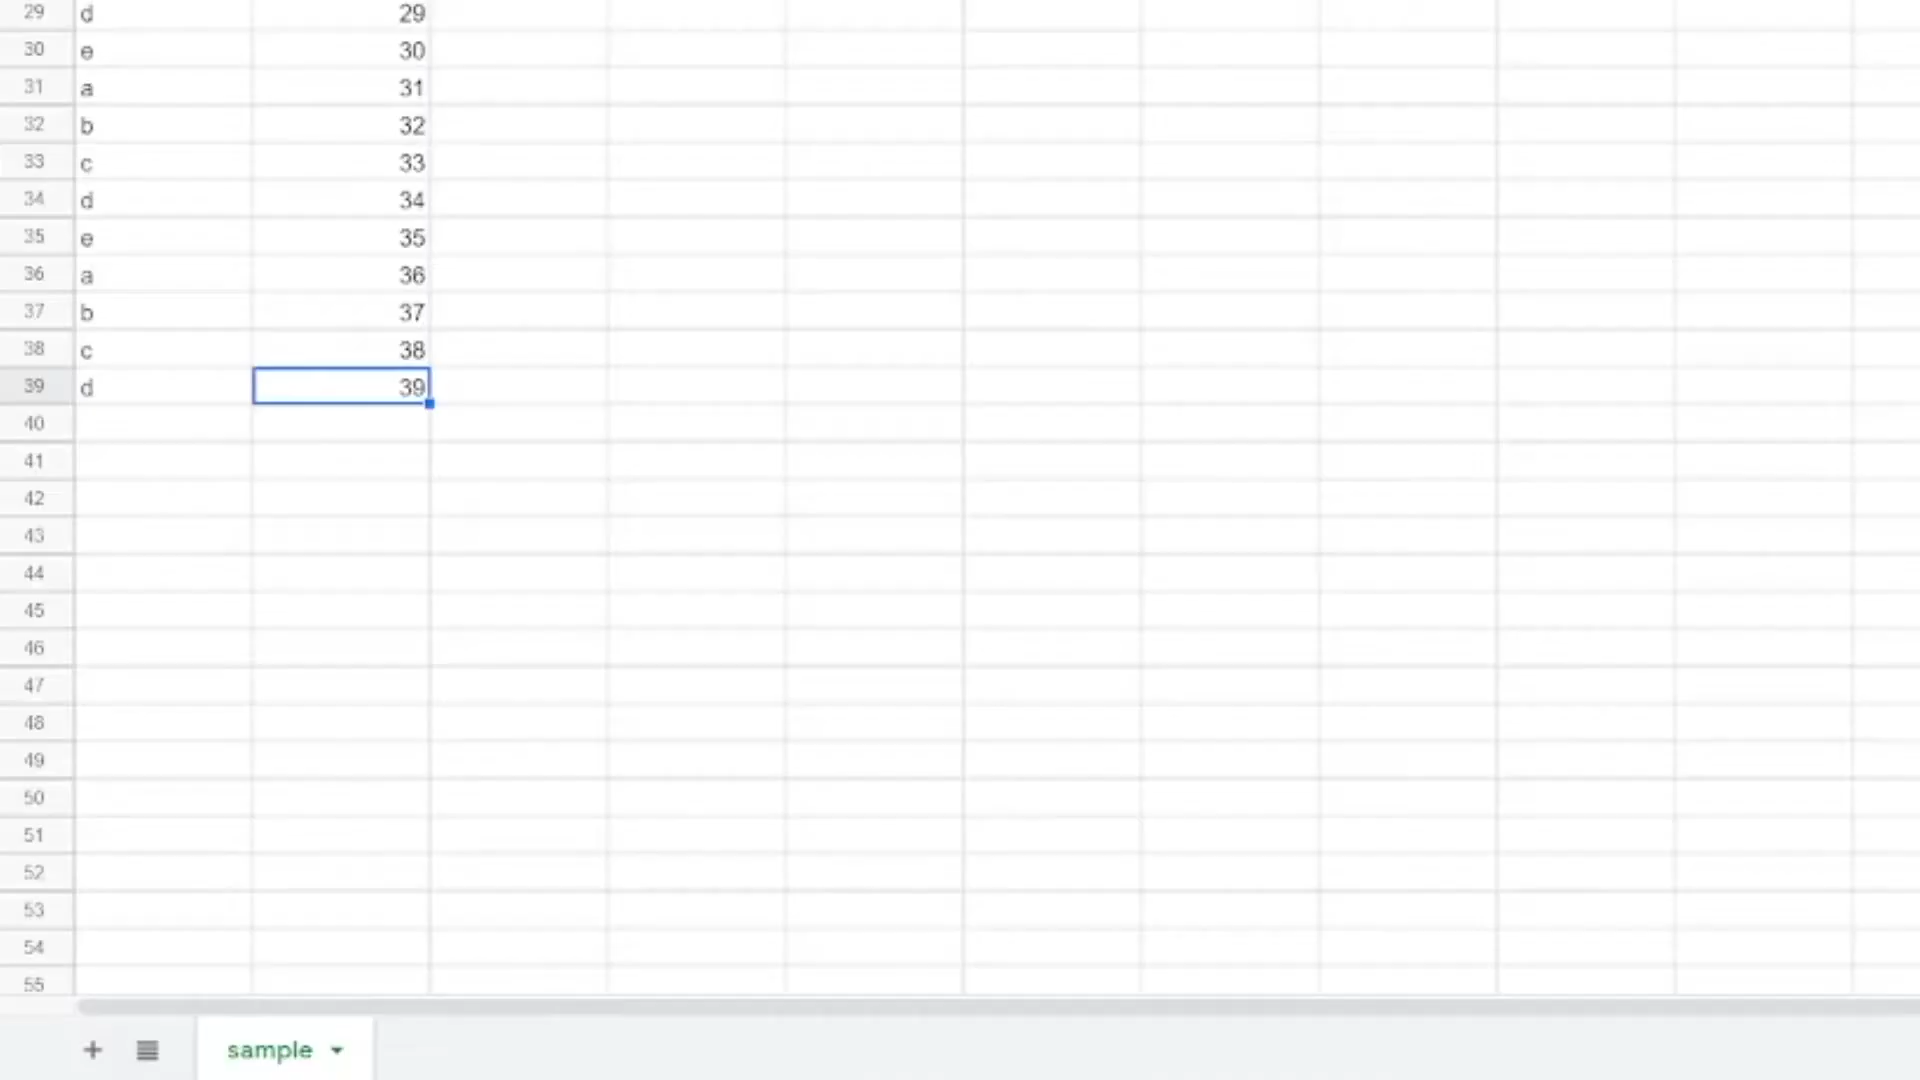 29 d 29
30 e 30
31 a 31
32 b 32
33 c 33
34 d 34
35 e 35
36 a 36
37 b 37
38 c 38
39 d 39
40
41
42
43
44
45
46
47
48
49
50
51
52
53
54
55
sample